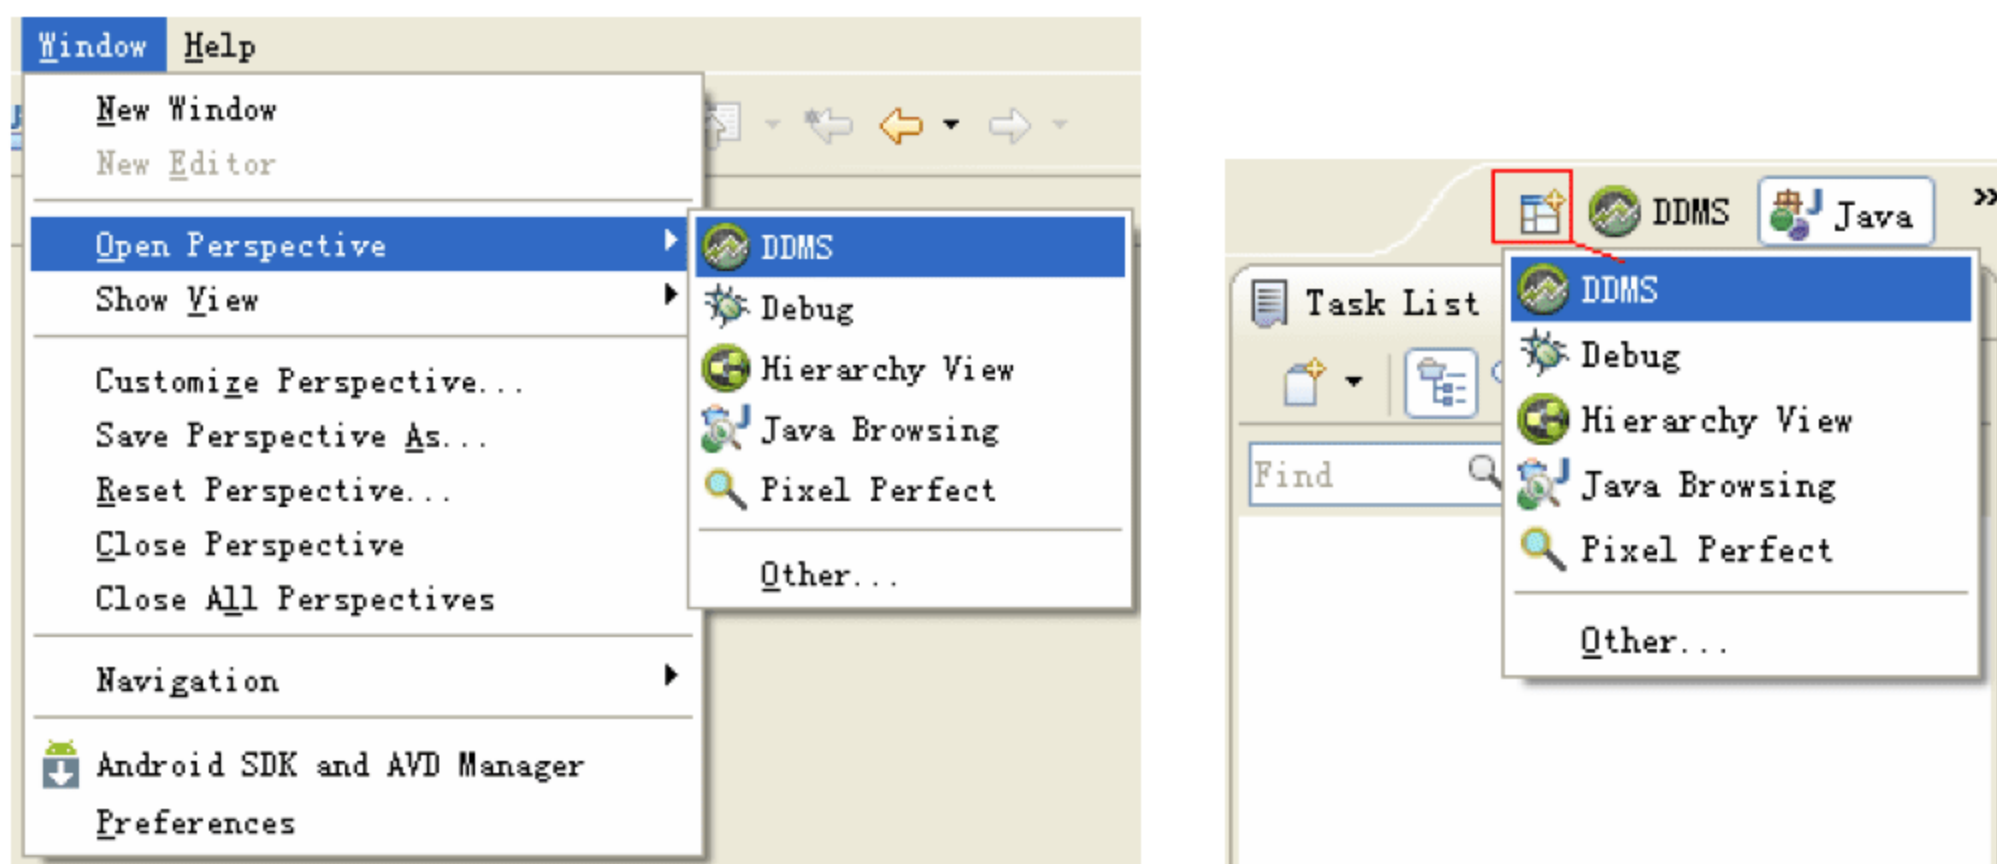 Window Help
New Window
New Editor
Open Perspective
Show View
Customize Perspective...
Save Perspective As...
Reset Perspective...
Close Perspective
Close All Perspectives
Navigation
Android SDK and AVD Manager
Preferences
DDMS
Debug
Hierarchy View
Java Browsing
Pixel Perfect
Other...
DDMS Java »
Task List
Find
DDMS
Debug
Hierarchy View
Java Browsing
Pixel Perfect
Other...